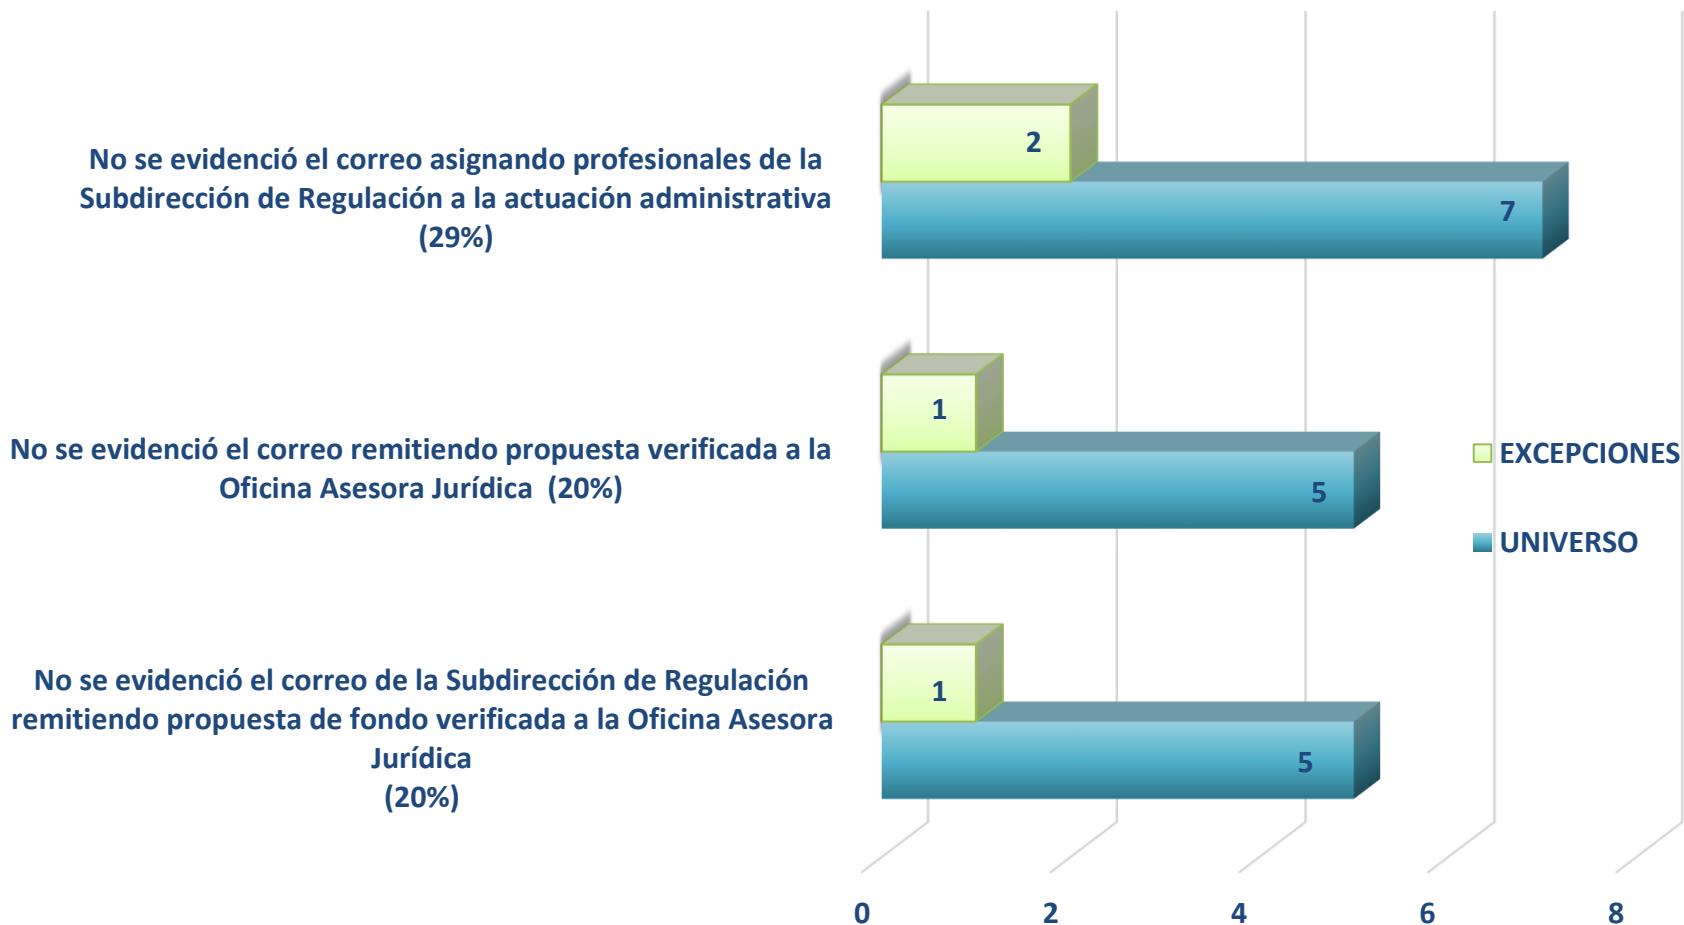 No se evidenció el correo asignando profesionales de la
Subdirección de Regulación a la actuación administrativa
(29%)
2
7
No se evidenció el correo remitiendo propuesta verificada a la
Oficina Asesora Jurídica (20%)
1
5
EXCEPCIONES
UNIVERSO
No se evidenció el correo de la Subdirección de Regulación
remitiendo propuesta de fondo verificada a la Oficina Asesora
Jurídica
(20%)
1
5
0 2 4 6 8